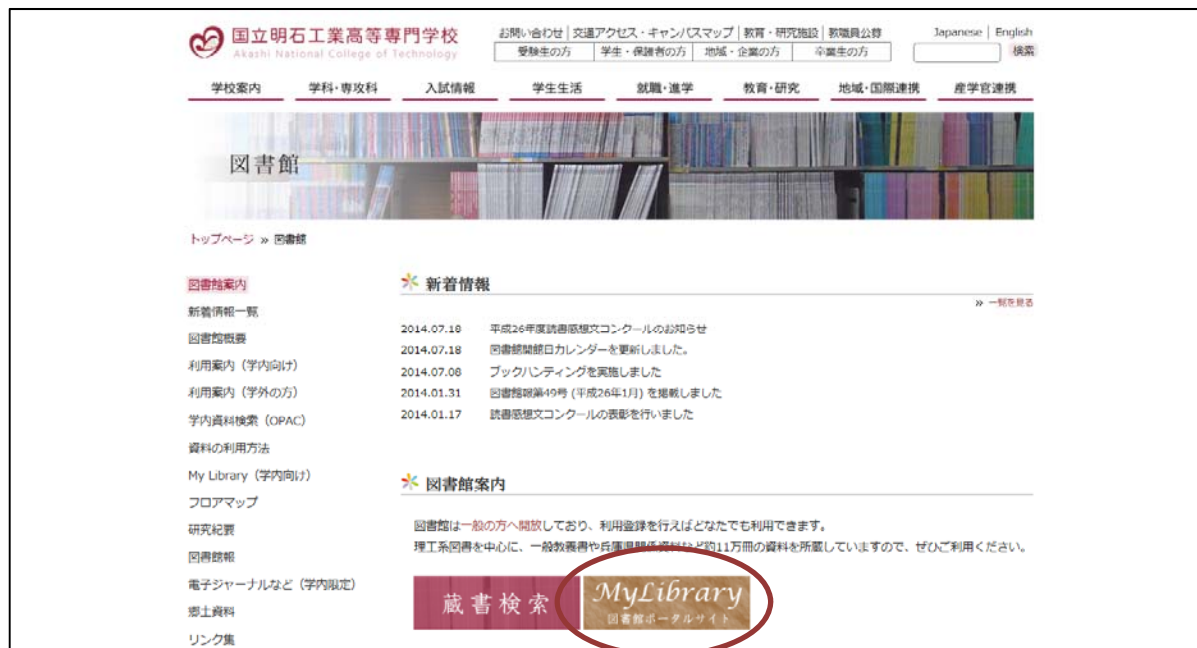 国立明石工業高等専門学校
Akashi National College of Technology
お問い合わせ | 交通アクセス・キャンパスマップ | 教育・研究施設 | 教職員公募
Japanese | English
受験生の方 学生・保護者の方 地域・企業の方 卒業生の方
検索
学校案内 学科・専攻科 入試情報 学生生活 就職・進学 教育・研究 地域・国際連携 産学官連携
図書館
トップページ » 図書館
図書館案内
新着情報一覧
図書館概要
利用案内（学内向け）
利用案内（学外の方）
学内資料検索（OPAC）
資料の利用方法
My Library（学内向け）
フロアマップ
研究紀要
図書館報
電子ジャーナルなど（学内限定）
郷土資料
リンク集
新着情報
» 一覧を見る
2014.07.18 平成26年度読書感想文コンクールのお知らせ
2014.07.18 図書館開館日カレンダーを更新しました。
2014.07.08 ブックハンティングを実施しました
2014.01.31 図書館報第49号 (平成26年1月) を掲載しました
2014.01.17 読書感想文コンクールの表彰を行いました
図書館案内
図書館は一般の方へ開放しており、利用登録を行えばどなたでも利用できます。
理工系図書を中心に、一般教養書や兵庫県関係資料など約11万冊の資料を所蔵していますので、ぜひご利用ください。
蔵書検索
MyLibrary
図書館ポータルサイト